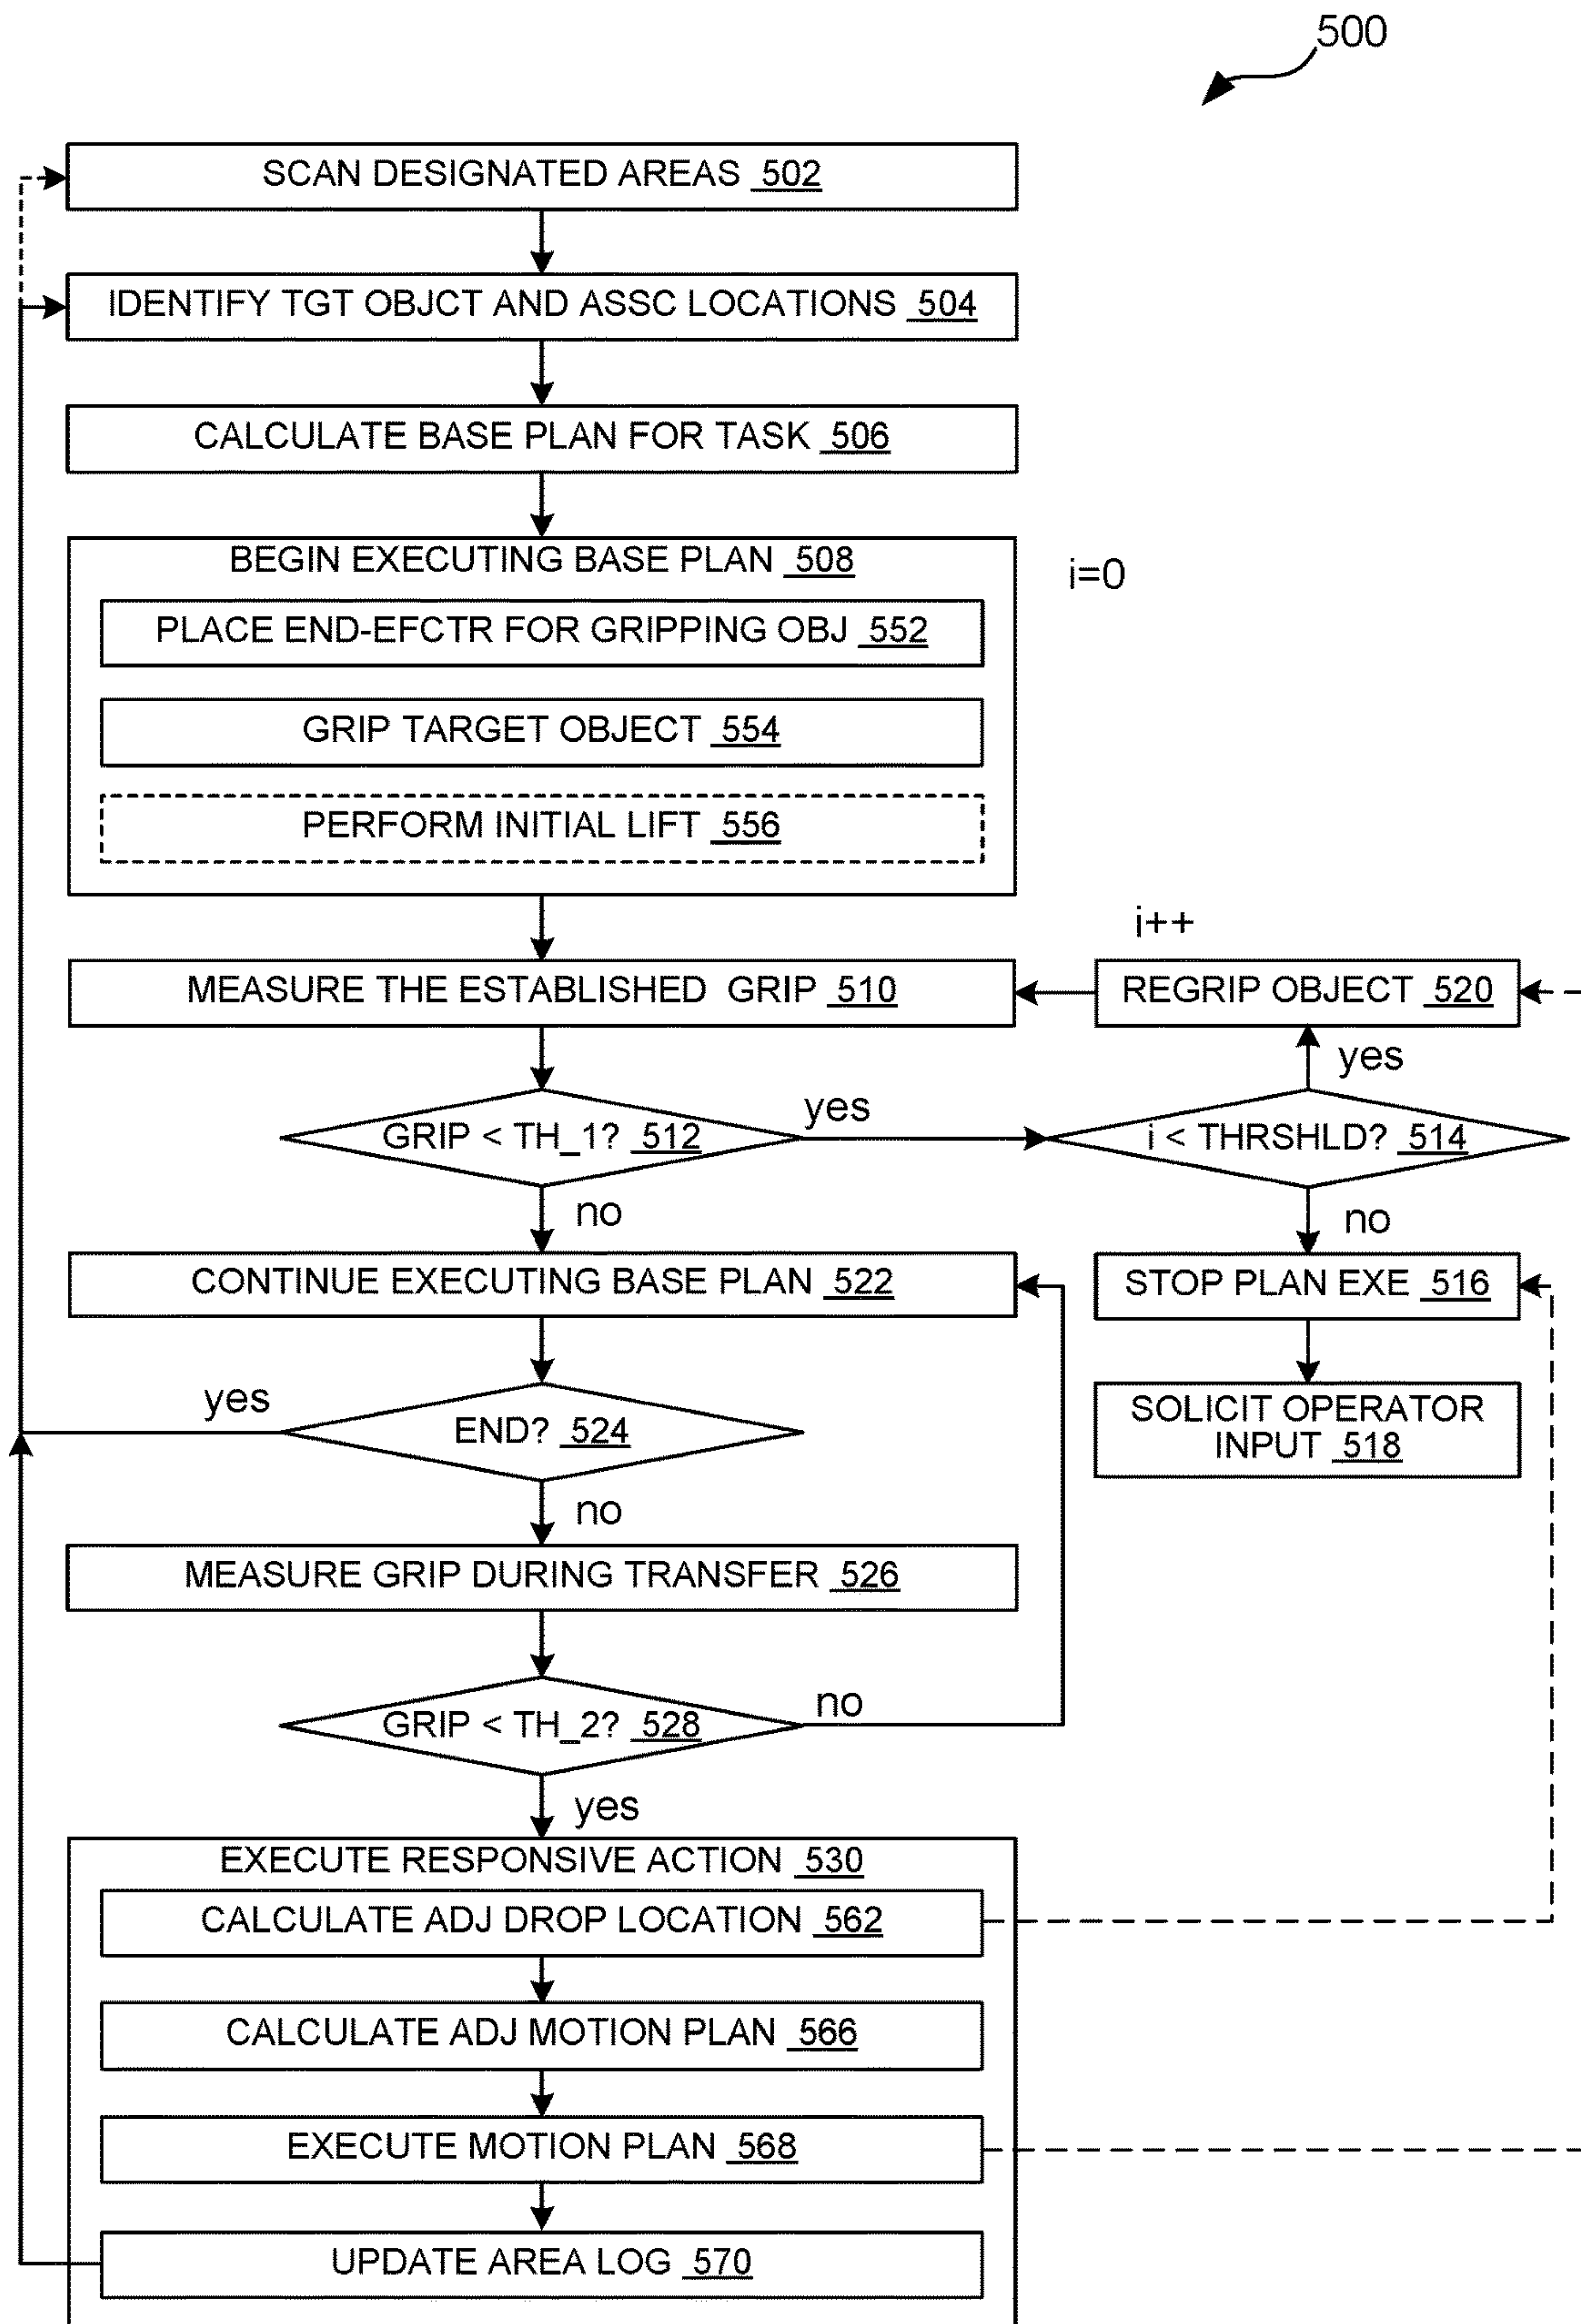 500
SCAN DESIGNATED AREAS 502
IDENTIFY TGT OBJCT AND ASSC LOCATIONS 504
CALCULATE BASE PLAN FOR TASK 506
BEGIN EXECUTING BASE PLAN 508
i=0
PLACE END-EFCTR FOR GRIPPING OBJ 552
GRIP TARGET OBJECT 554
PERFORM INITIAL LIFT 556
i++
MEASURE THE ESTABLISHED GRIP 510
REGRIP OBJECT 520
yes
GRIP < TH_1? 512
yes
i < THRSHLD? 514
no
no
CONTINUE EXECUTING BASE PLAN 522
STOP PLAN EXE 516
yes
END? 524
SOLICIT OPERATOR
INPUT 518
no
MEASURE GRIP DURING TRANSFER 526
GRIP < TH_2? 528
no
yes
EXECUTE RESPONSIVE ACTION 530
CALCULATE ADJ DROP LOCATION 562
CALCULATE ADJ MOTION PLAN 566
EXECUTE MOTION PLAN 568
UPDATE AREA LOG 570